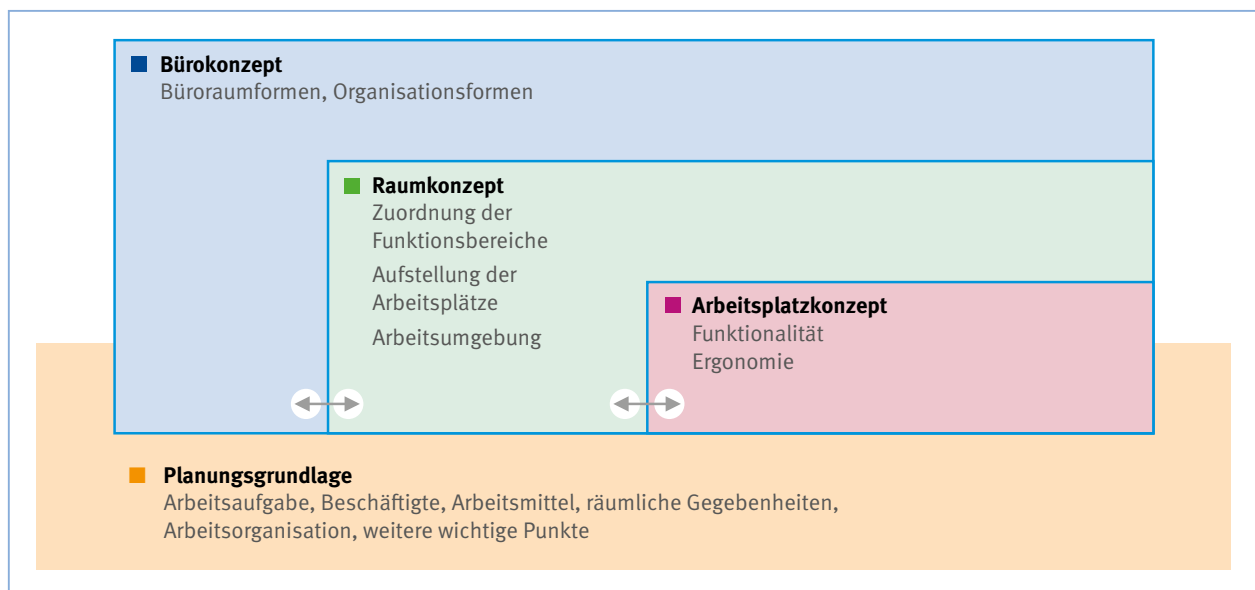 Bürokonzept
Büroraumformen, Organisationsformen
Raumkonzept
Zuordnung der
Funktionsbereiche
Aufstellung der
Arbeitsplätze
Arbeitsumgebung
Arbeitsplatzkonzept
Funktionalität
Ergonomie
Planungsgrundlage
Arbeitsaufgabe, Beschäftigte, Arbeitsmittel, räumliche Gegebenheiten,
Arbeitsorganisation, weitere wichtige Punkte